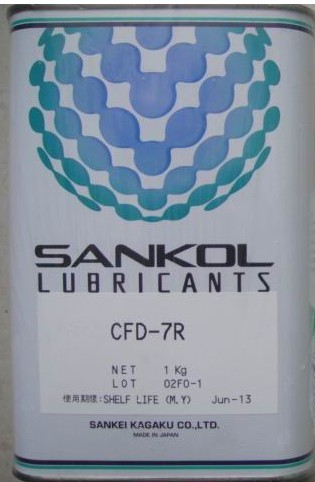 SANKOL
LUBRICANTS
CFD-7R
NET 1 Kg
LOT 02F0-1
使用期限:SHELF LIFE (M.Y) Jun-13
SANKEI KAGAKU CO.,LTD.
MADE IN JAPAN